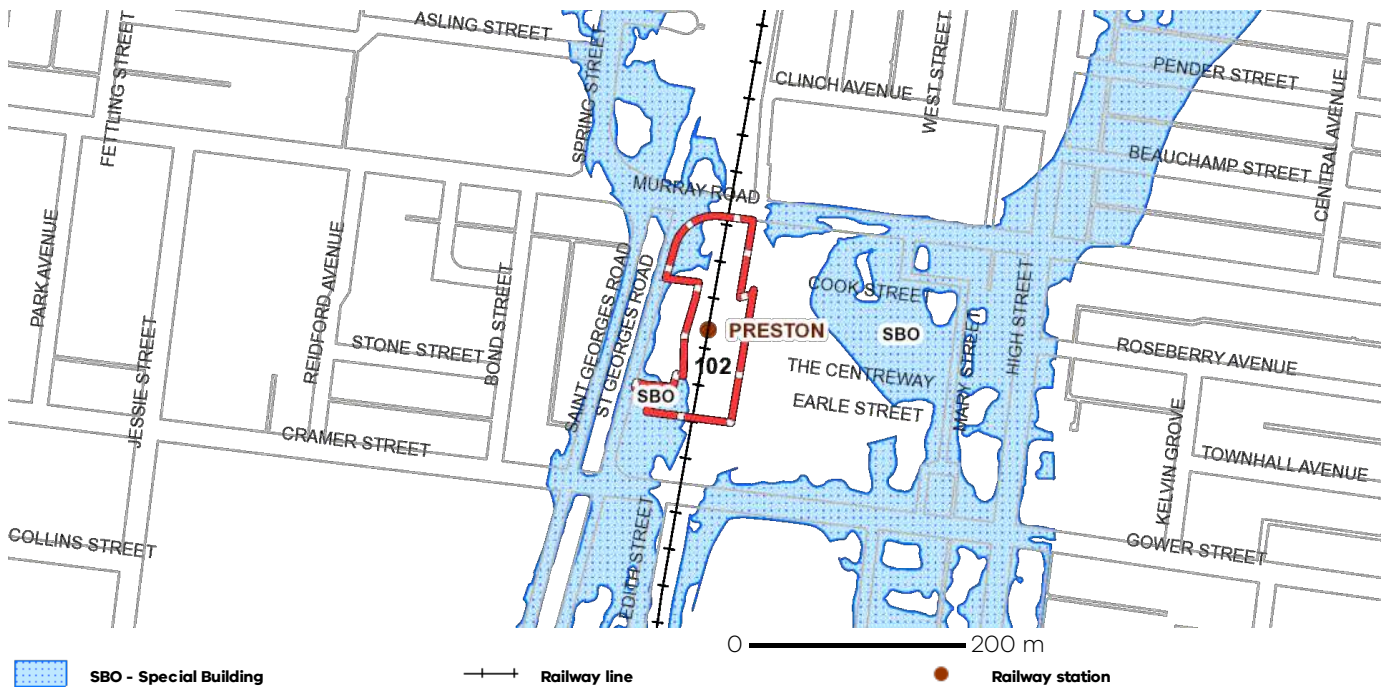 ASLING STREET
FETTLING STREET
SPRING STREET
CLINCH AVENUE
WEST STREET
PENDER STREET
CENTRAL AVENUE
BEAUCHAMP STREET
MURRAY ROAD
PARK AVENUE
REIDFORD AVENUE
SAINT GEORGES ROAD
ST GEORGES ROAD
BOND STREET
COOK STREET
HIGH STREET
PRESTON
SBO
STONE STREET
102
THE CENTREWAY
MARY STREET
ROSEBERRY AVENUE
JESSIE STREET
SBO
EARLE STREET
CRAMER STREET
KELVIN GROVE
TOWNHALL AVENUE
COLLINS STREET
EDITH STREET
GOWER STREET
0 200 m
SBO - Special Building Railway line Railway station